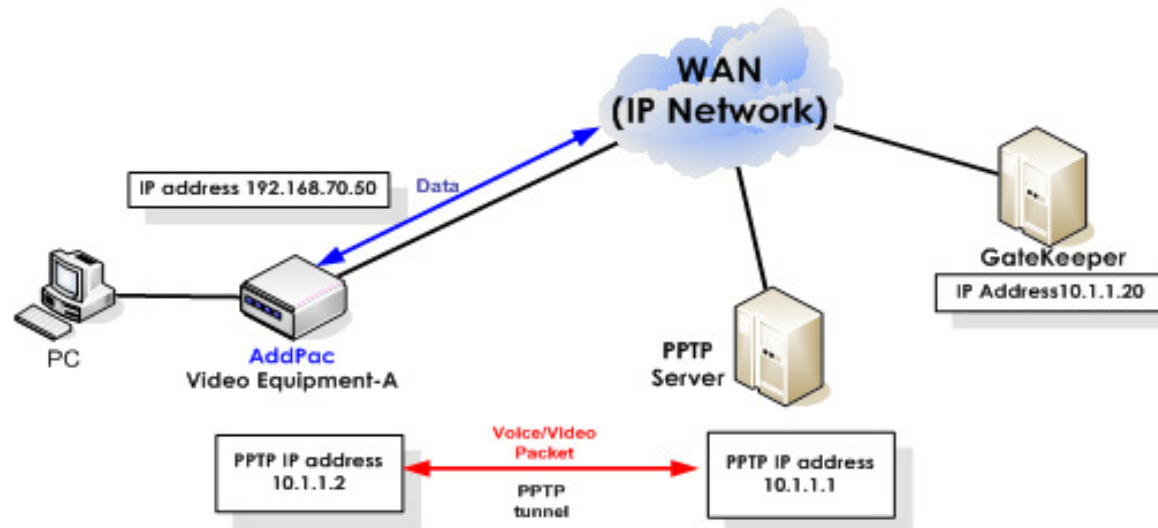 WAN
(IP Network)
IP address 192.168.70.50
Data
GateKeeper
IP Address10.1.1.20
PC
AddPac
Video Equipment-A
PPTP
Server
PPTP IP address
10.1.1.2
Voice/Video
Packet
PPTP
tunnel
PPTP IP address
10.1.1.1